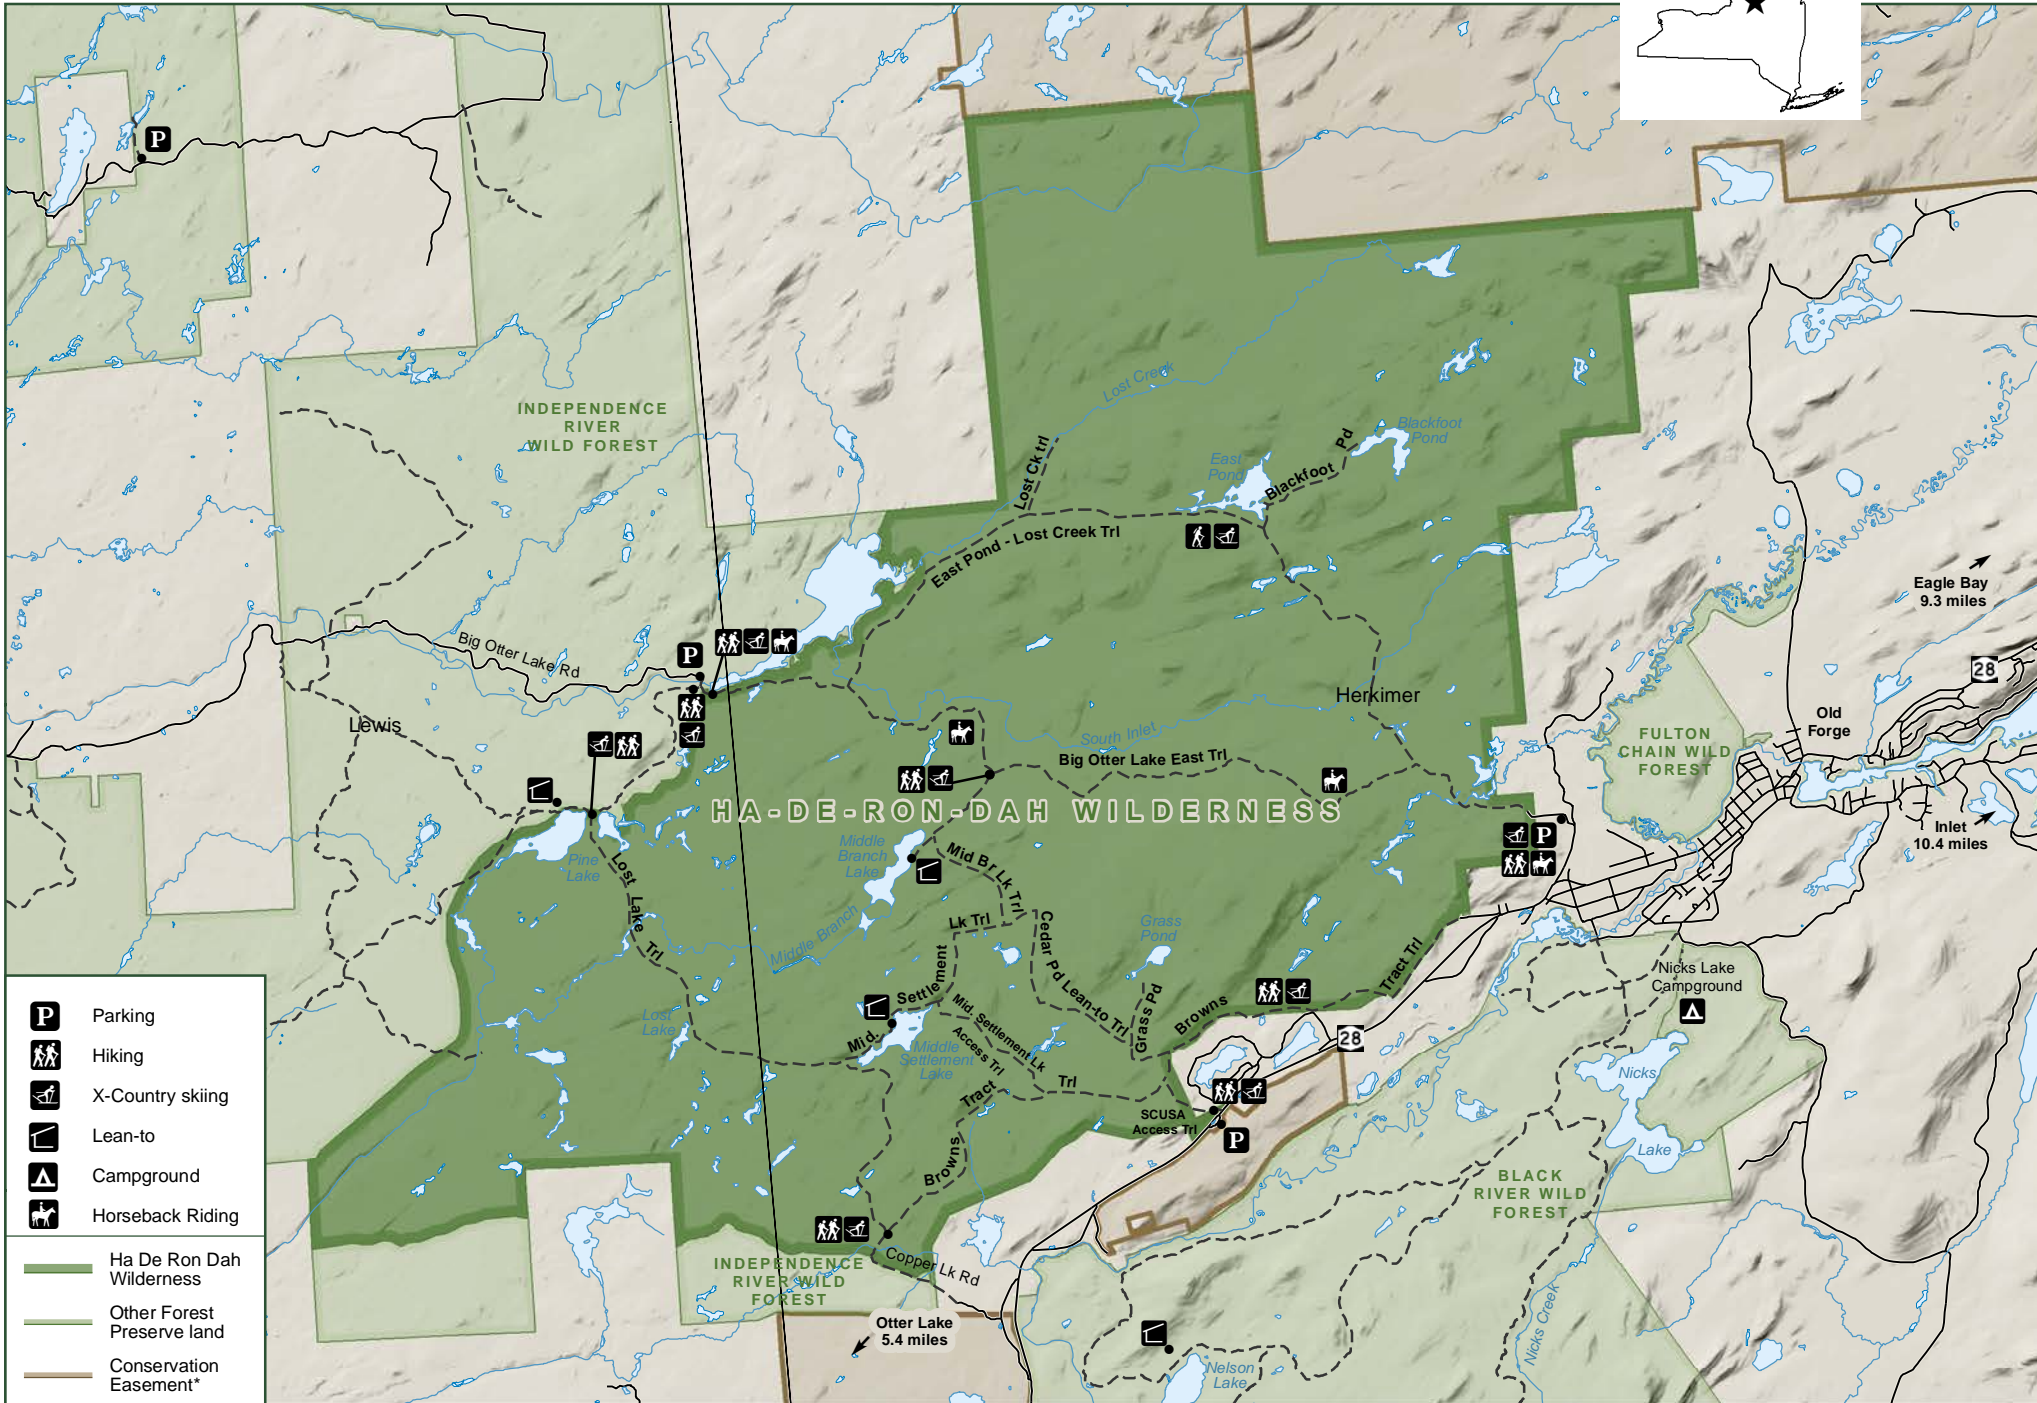 P
INDEPENDENCE
RIVER
WILD FOREST
Lost Creek
Lost Ck trl
East
Pond
Blackfoot
Pd
Blackfoot
Pond
East Pond - Lost Creek Trl
Eagle Bay
9.3 miles
Big Otter Lake Rd
P
Lewis
Herkimer
28
Old
Forge
FULTON
CHAIN WILD
FOREST
South Inlet
Big Otter Lake East Trl
HA-DE-RON-DAH WILDERNESS
P
Inlet
10.4 miles
Pine
Lake
Lost
Lake
Trl
Middle
Branch
Lake
Mid Br Lk Trl
Middle Branch
Lk Trl
Settlement
Mid.
Cedar Pd Lean-to Trl
Grass
Pond
Grass Pd
Browns
Tract Trl
Nicks Lake
Campground
Lost
Lake
Middle
Settlement
Lake
Mid. Settlement Lk
Access Trl
Trl
Tract
Browns
28
SCUSA
Access Trl
P
Nicks
Lake
BLACK
RIVER WILD
FOREST
INDEPENDENCE
RIVER WILD
FOREST
Copper Lk Rd
Otter Lake
5.4 miles
Nelson
Lake
Nicks Creek
P Parking
Hiking
X-Country skiing
Lean-to
Campground
Horseback Riding
Ha De Ron Dah
Wilderness
Other Forest
Preserve land
Conservation
Easement*